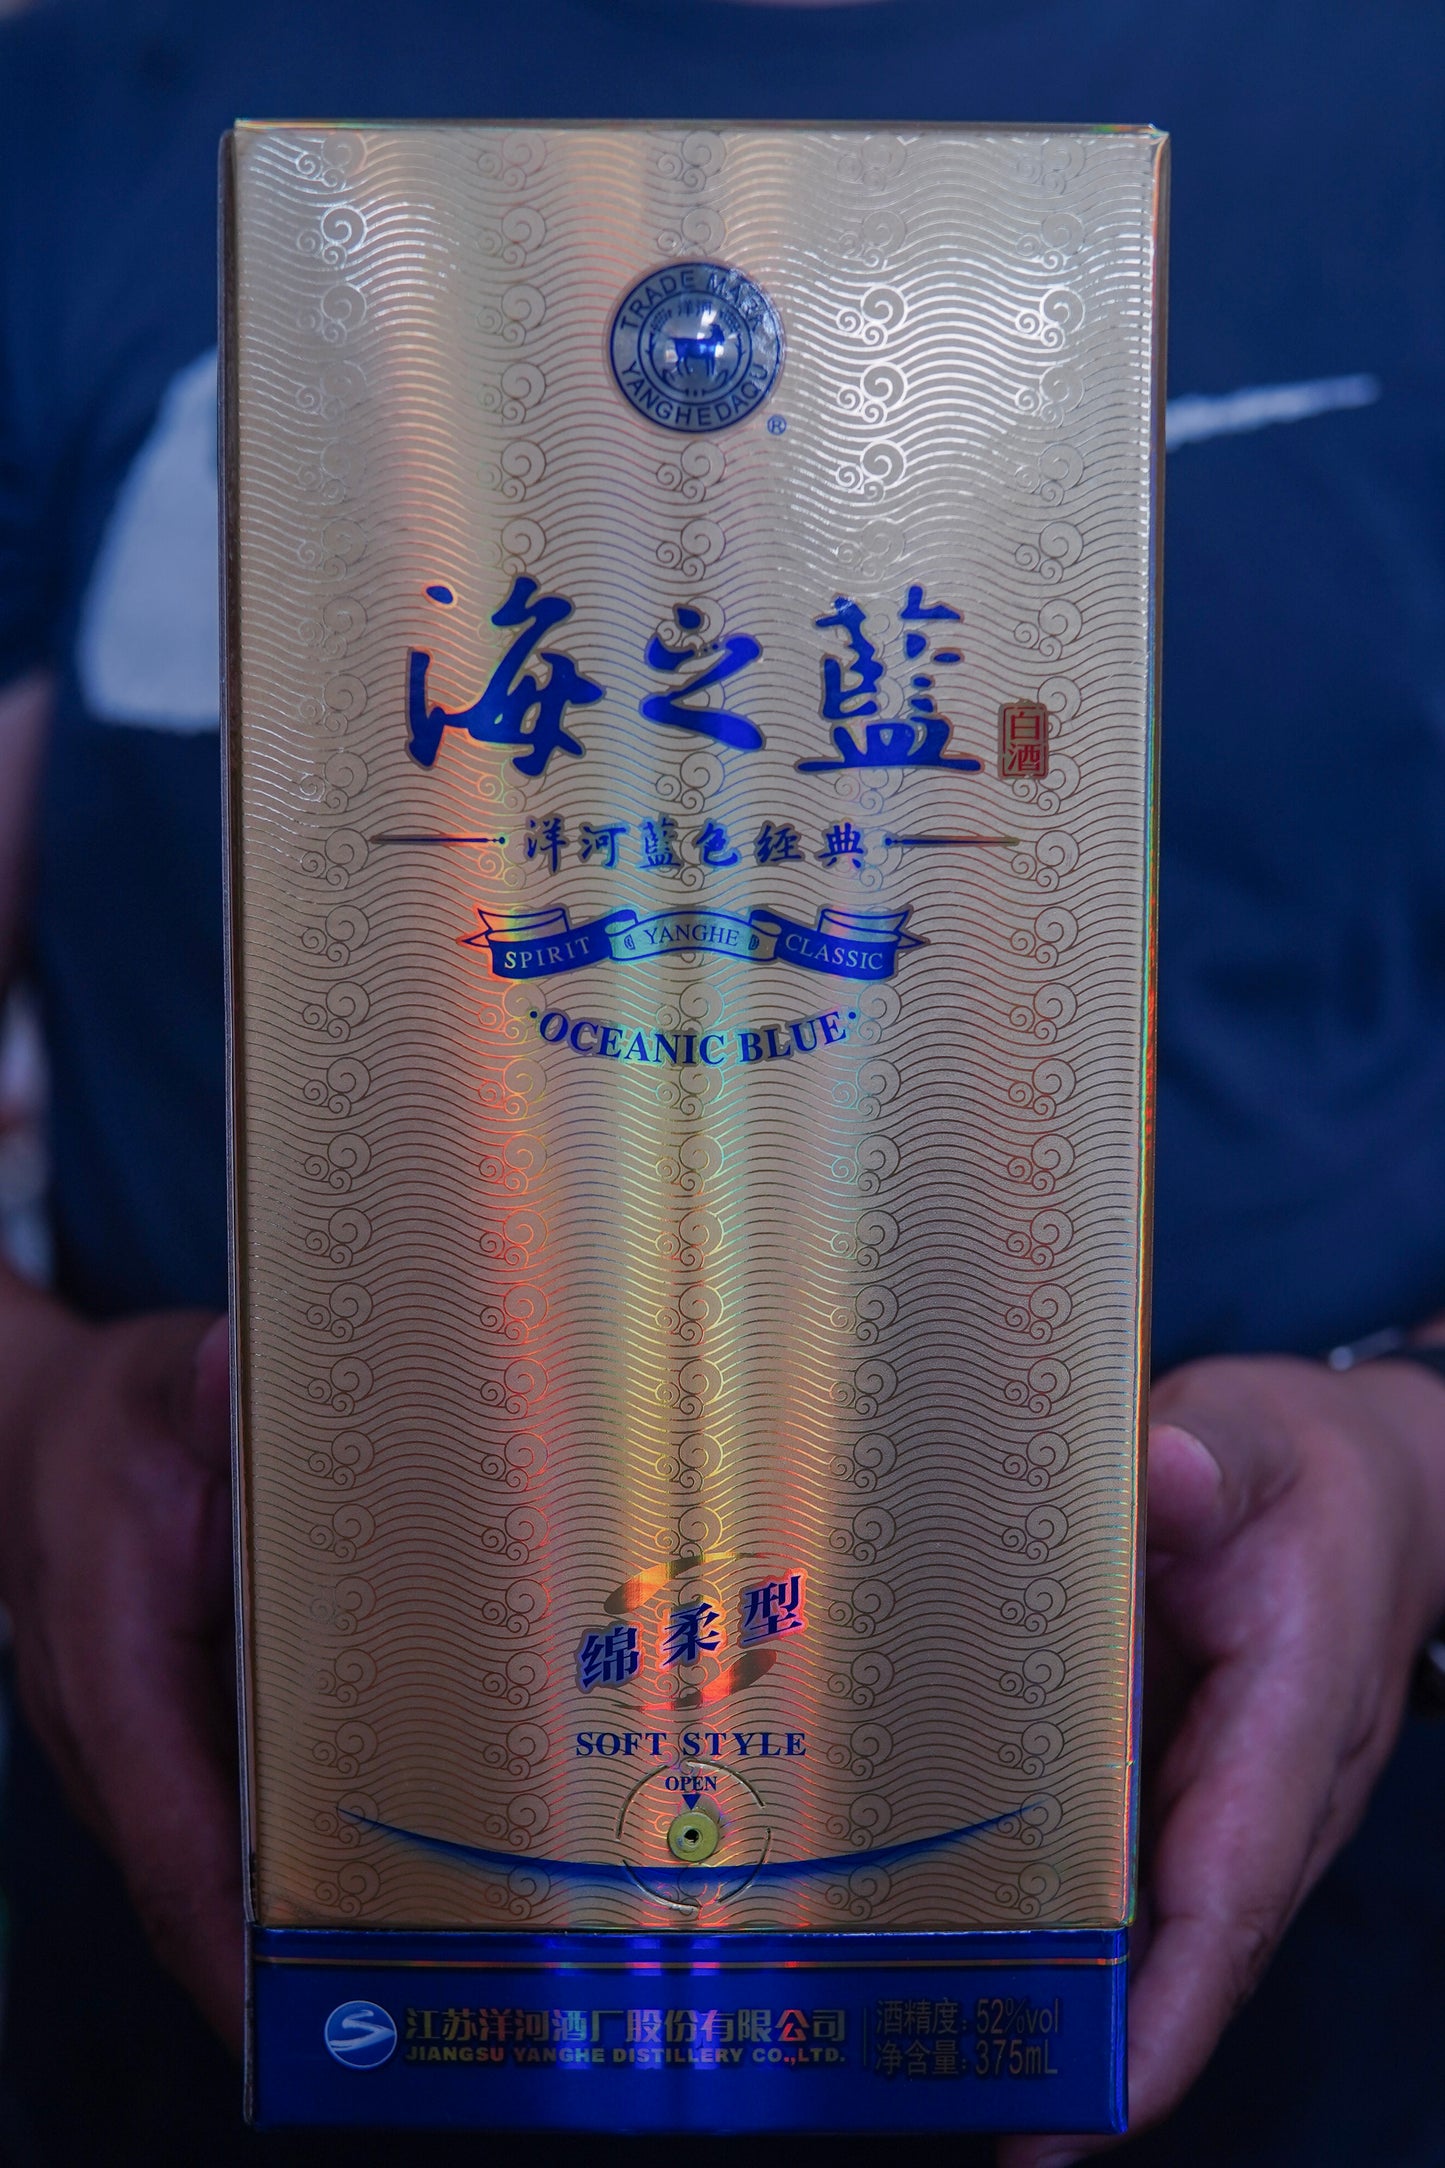 TRADE MARK
洋河
YANGHEDAQU
®
海之藍
白酒
洋河藍色经典
SPIRIT YANGHE CLASSIC
·OCEANIC BLUE·
绵柔型
SOFT STYLE
OPEN
江苏洋河酒厂股份有限公司
JIANGSU YANGHE DISTILLERY CO.,LTD.
酒精度: 52%vol
净含量: 375mL